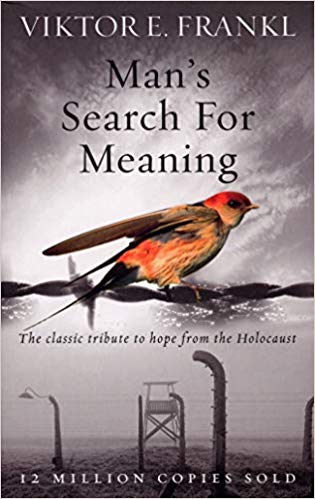 VIKTOR E. FRANKL
Man's
Search For
Meaning
The classic tribute to hope from the Holocaust
12 MILLION COPIES SOLD